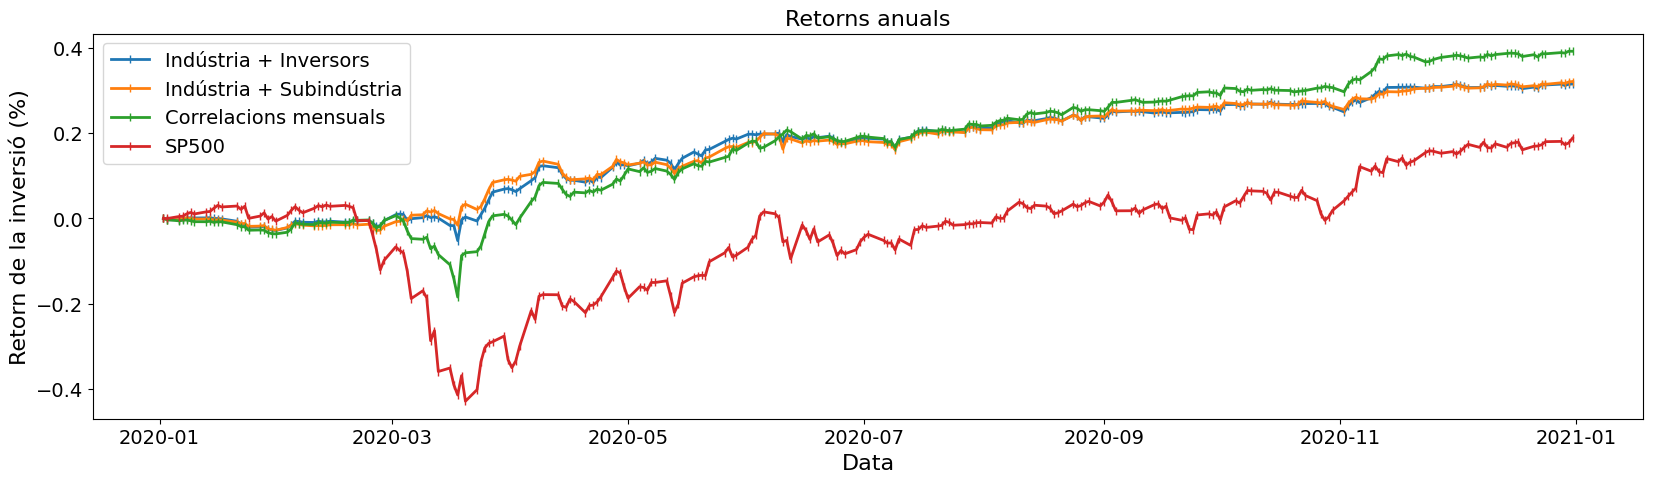 Retorns anuals
Retorn de la inversió (%)
0.4
0.2
0.0
−0.2
−0.4
Indústria + Inversors
Indústria + Subindústria
Correlacions mensuals
SP500
2020-01
2020-03
2020-05
2020-07
2020-09
2020-11
2021-01
Data